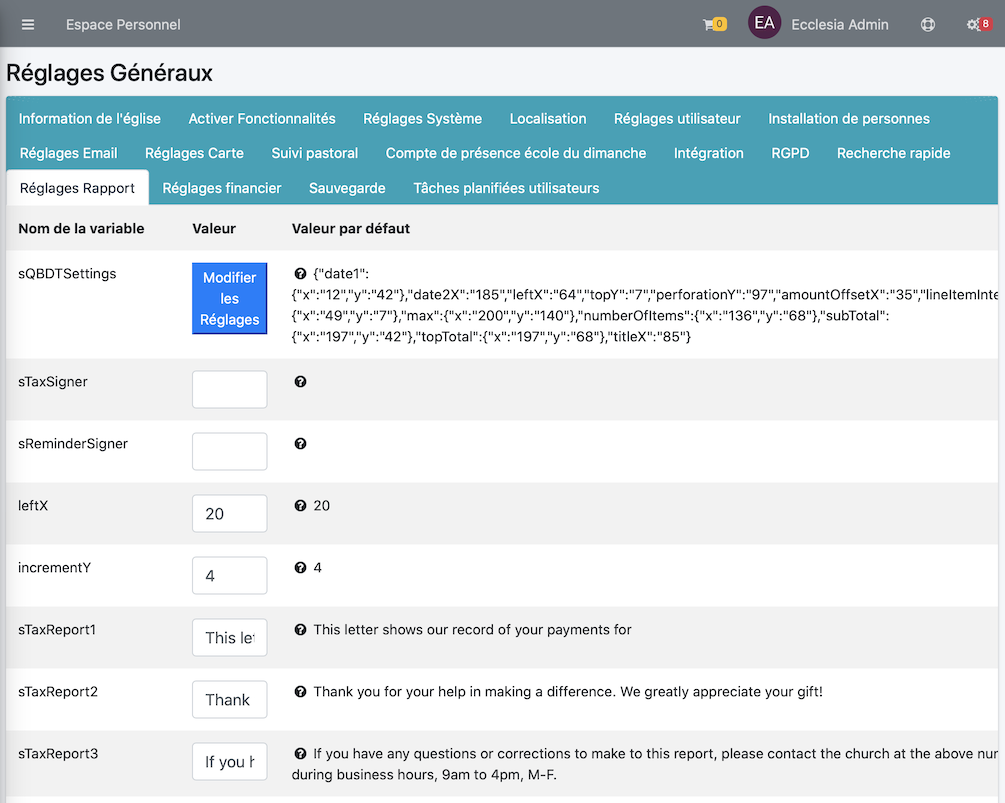 Espace Personnel
0
EA
Ecclesia Admin
8
Réglages Généraux
Information de l'église Activer Fonctionnalités Réglages Système Localisation Réglages utilisateur Installation de personnes
Réglages Email Réglages Carte Suivi pastoral Compte de présence école du dimanche Intégration RGPD Recherche rapide
Réglages Rapport Réglages financier Sauvegarde Tâches planifiées utilisateurs
Nom de la variable Valeur Valeur par défaut
sQBDTSettings
Modifier
les
Réglages
{"date1":
{"x":"12","y":"42"},"date2X":"185","leftX":"64","topY":"7","perforationY":"97","amountOffsetX":"35","lineItemInte
{"x":"49","y":"7"},"max":{"x":"200","y":"140"},"numberOfItems":{"x":"136","y":"68"},"subTotal":
{"x":"197","y":"42"},"topTotal":{"x":"197","y":"68"},"titleX":"85"}
sTaxSigner
sReminderSigner
leftX 20 20
incrementY 4 4
sTaxReport1 This let This letter shows our record of your payments for
sTaxReport2 Thank Thank you for your help in making a difference. We greatly appreciate your gift!
sTaxReport3 If you h If you have any questions or corrections to make to this report, please contact the church at the above nur
during business hours, 9am to 4pm, M-F.